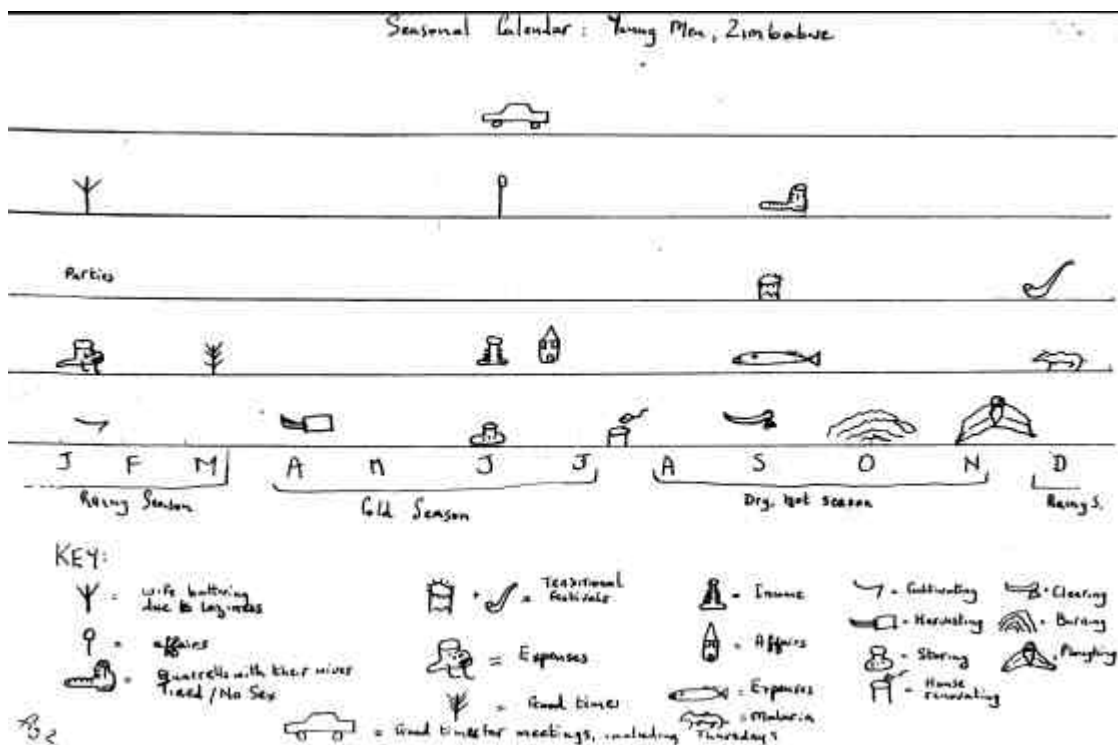 Seasonal Calendar: Young Men, Zimbabwe
Parties
J F M A M J J A S O N D
Rainy Season Cold Season Dry, hot season Rainy S.
KEY:
= wife battering due to laziness
= affairs
= Quarrells with their wives Tired / No Sex
+ = Traditional festivals
= Expenses
= Good times
= Good times for meetings, including Thursdays
= Income
= Affairs
= Expenses
= Malaria
= Cultivating
= Harvesting
= Storing
= House renovating
= Clearing
= Burning
= Ploughing